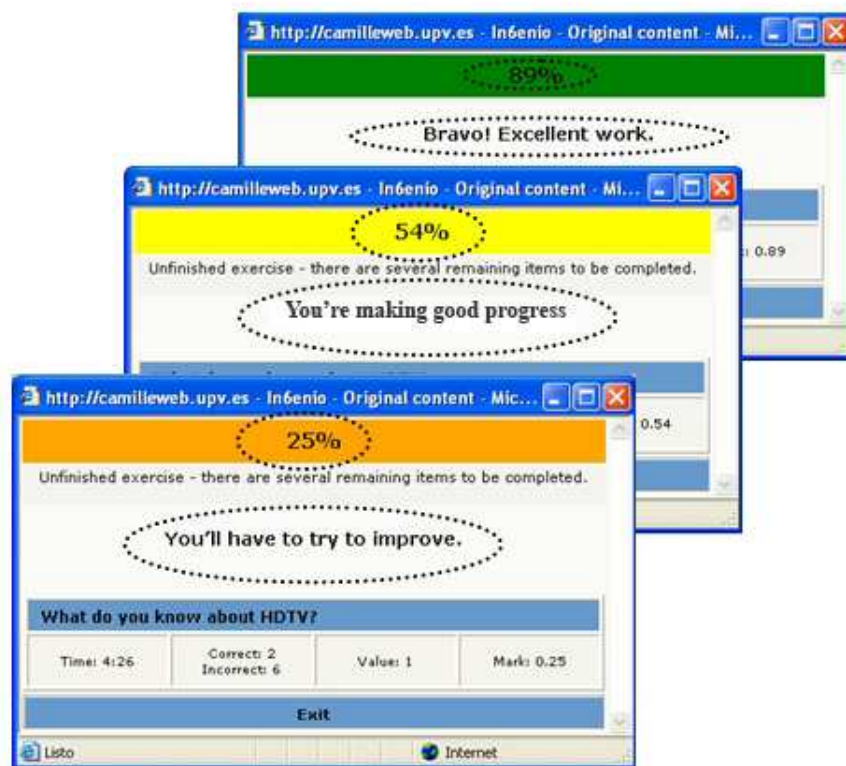 http://camilleweb.upv.es - In6enio - Original content - Mi...
89%
Bravo! Excellent work.
0.89
http://camilleweb.upv.es - In6enio - Original content - Mi...
54%
Unfinished exercise - there are several remaining items to be completed.
You're making good progress
0.54
http://camilleweb.upv.es - In6enio - Original content - Mic...
25%
Unfinished exercise - there are several remaining items to be completed.
You'll have to try to improve.
What do you know about HDTV?
Time: 4:26
Correct: 2
Incorrect: 6
Value: 1
Mark: 0.25
Exit
Listo
Internet